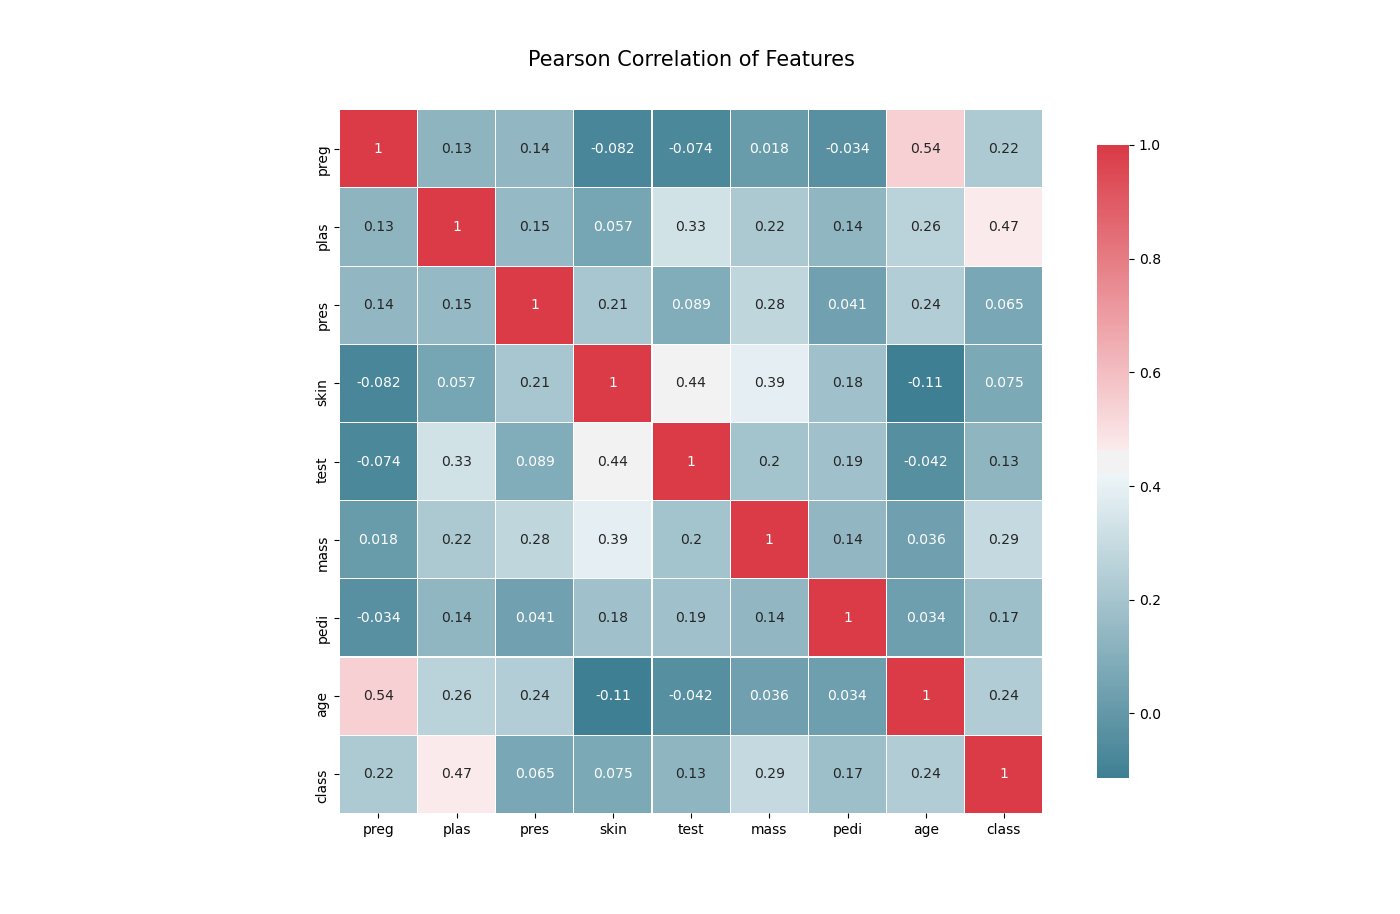 Pearson Correlation of Features
preg 1 0.13 0.14 -0.082 -0.074 0.018 -0.034 0.54 0.22
plas 0.13 1 0.15 0.057 0.33 0.22 0.14 0.26 0.47
pres 0.14 0.15 1 0.21 0.089 0.28 0.041 0.24 0.065
skin -0.082 0.057 0.21 1 0.44 0.39 0.18 -0.11 0.075
test -0.074 0.33 0.089 0.44 1 0.2 0.19 -0.042 0.13
mass 0.018 0.22 0.28 0.39 0.2 1 0.14 0.036 0.29
pedi -0.034 0.14 0.041 0.18 0.19 0.14 1 0.034 0.17
age 0.54 0.26 0.24 -0.11 -0.042 0.036 0.034 1 0.24
class 0.22 0.47 0.065 0.075 0.13 0.29 0.17 0.24 1
preg plas pres skin test mass pedi age class
1.0
0.8
0.6
0.4
0.2
0.0